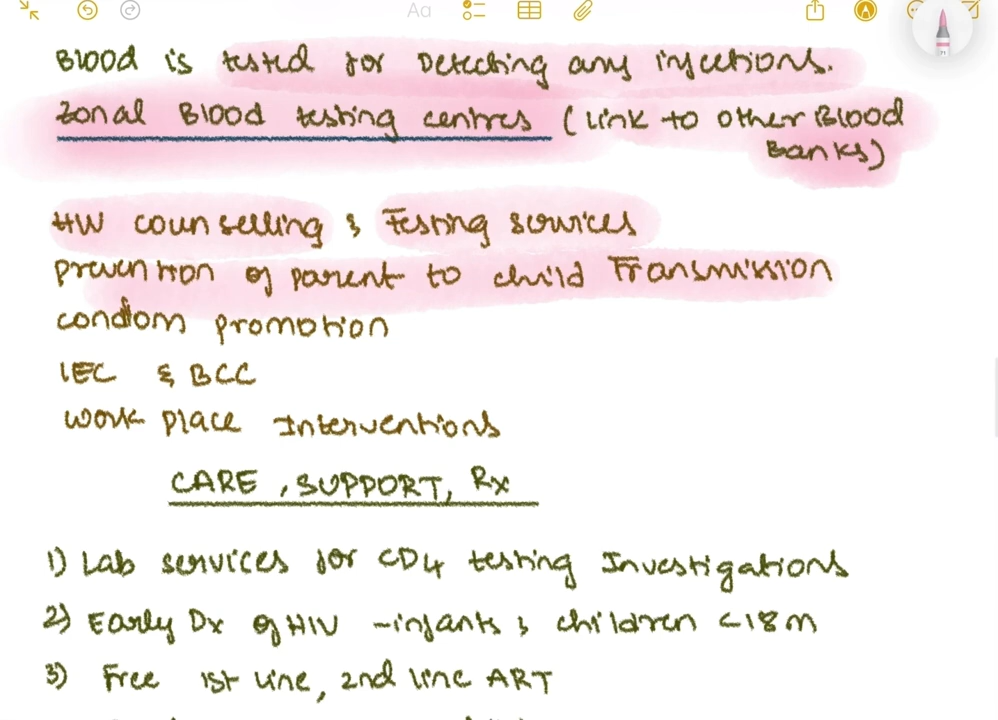 Aa
Blood is tested for Detecting any infections.
Zonal Blood testing centres (Link to other Blood
Banks)
HIV counselling & Testing services
prevention of parent to child Transmission
condom promotion
IEC & BCC
work place Interventions
CARE, SUPPORT, Rx
1) Lab services for CD4 testing Investigations
2) Early Dx of HIV - infants & children <18m
3) Free 1st line, 2nd line ART